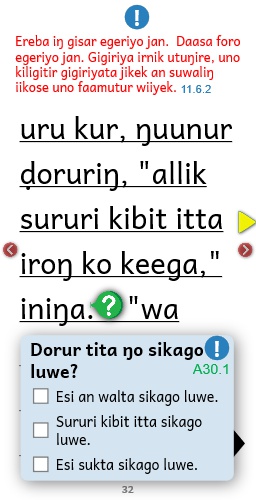 !
Ereba iŋ gisar egeriyo jan. Daasa foro
egeriyo jan. Gigiriya irnik utuŋire, uno
kiligitir gigiriyata jikek an suwaliŋ
iikose uno faamutur wiiyek. 11.6.2
uru kur, ŋuunur
ḍoruriŋ, "allik
sururi kibit itta
iroŋ ko keega,"
iniŋa. ? "wa
Dorur tita ŋo sikago !
luwe? A30.1
Esi an walta sikago luwe.
Sururi kibit itta sikago
luwe.
Esi sukta sikago luwe.
32